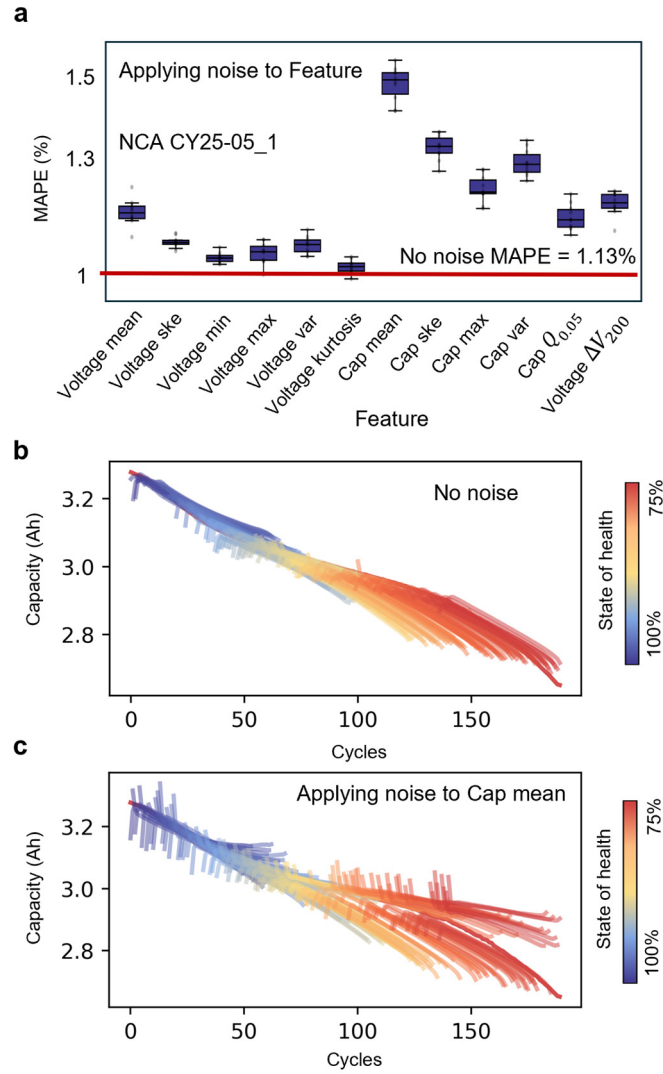 a
Applying noise to Feature
NCA CY25-05_1
No noise MAPE = 1.13%
MAPE (%)
1.5
1.3
1
Voltage mean
Voltage ske
Voltage min
Voltage max
Voltage var
Voltage kurtosis
Cap mean
Cap ske
Cap max
Cap var
Cap Q0.05
Voltage ΔV200
Feature
b
No noise
Capacity (Ah)
3.2
3.0
2.8
0 50 100 150
Cycles
State of health
75%
100%
c
Applying noise to Cap mean
Capacity (Ah)
3.2
3.0
2.8
0 50 100 150
Cycles
State of health
75%
100%